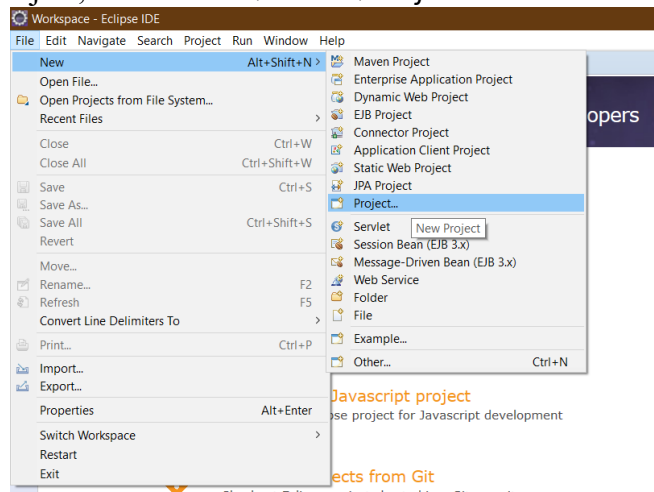 Workspace - Eclipse IDE
File Edit Navigate Search Project Run Window Help
New Alt+Shift+N >
Open File...
Open Projects from File System...
Recent Files >
Close Ctrl+W
Close All Ctrl+Shift+W
Save Ctrl+S
Save As...
Save All Ctrl+Shift+S
Revert
Move...
Rename... F2
Refresh F5
Convert Line Delimiters To >
Print... Ctrl+P
Import...
Export...
Properties Alt+Enter
Switch Workspace >
Restart
Exit
Maven Project
Enterprise Application Project
Dynamic Web Project
EJB Project
Connector Project
Application Client Project
Static Web Project
JPA Project
Project...
Servlet
New Project
Session Bean (EJB 3.x)
Message-Driven Bean (EJB 3.x)
Web Service
Folder
File
Example...
Other... Ctrl+N
opers
Javascript project
ose project for Javascript development
ects from Git